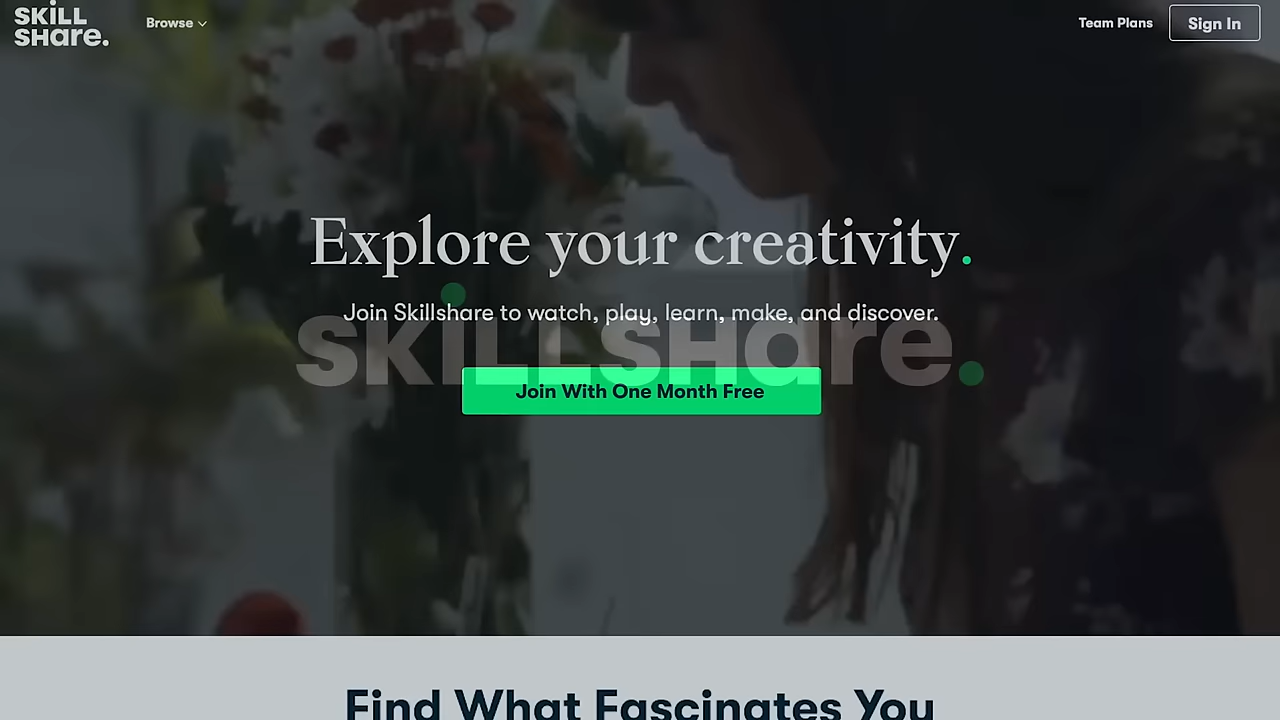 SKILL
SHare.
Browse
Team Plans
Sign In
Explore your creativity.
Join Skillshare to watch, play, learn, make, and discover.
SKILLSHare.
Join With One Month Free
Find What Fascinates You